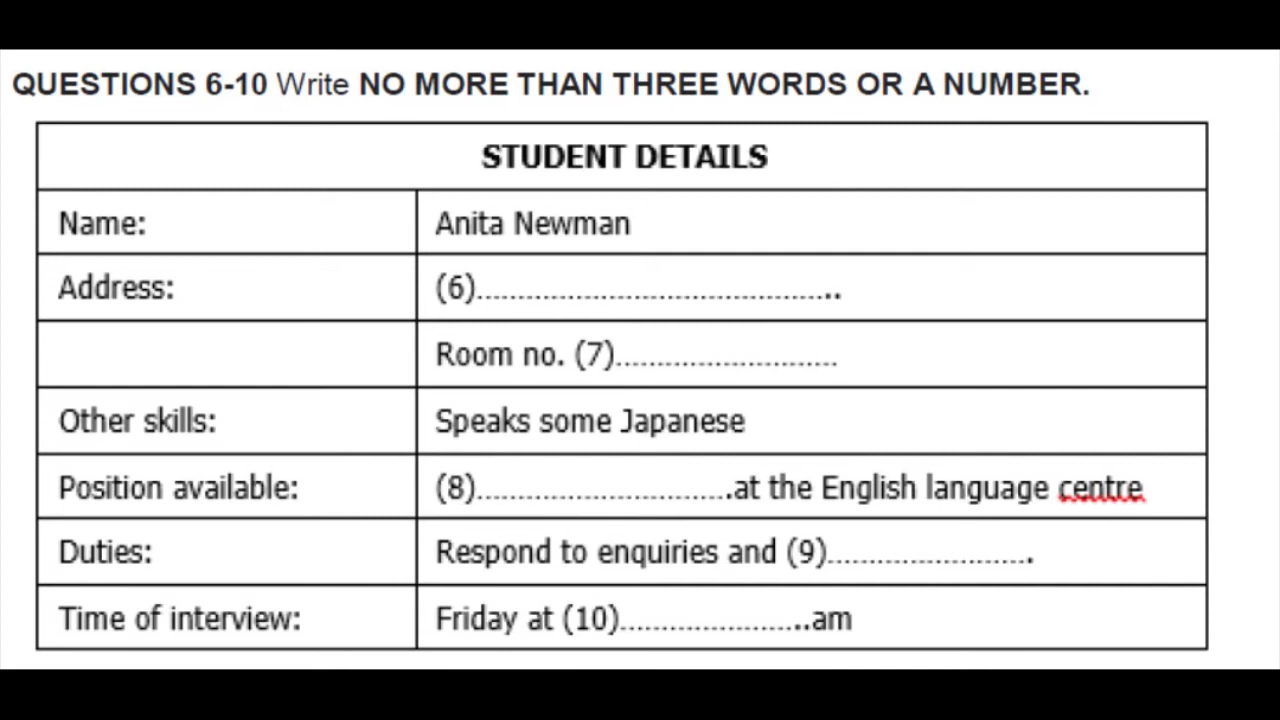 QUESTIONS 6-10 Write NO MORE THAN THREE WORDS OR A NUMBER.
STUDENT DETAILS
Name: Anita Newman
Address: (6)............................................
Room no. (7)...........................
Other skills: Speaks some Japanese
Position available: (8)................................at the English language centre
Duties: Respond to enquiries and (9).........................
Time of interview: Friday at (10).......................am